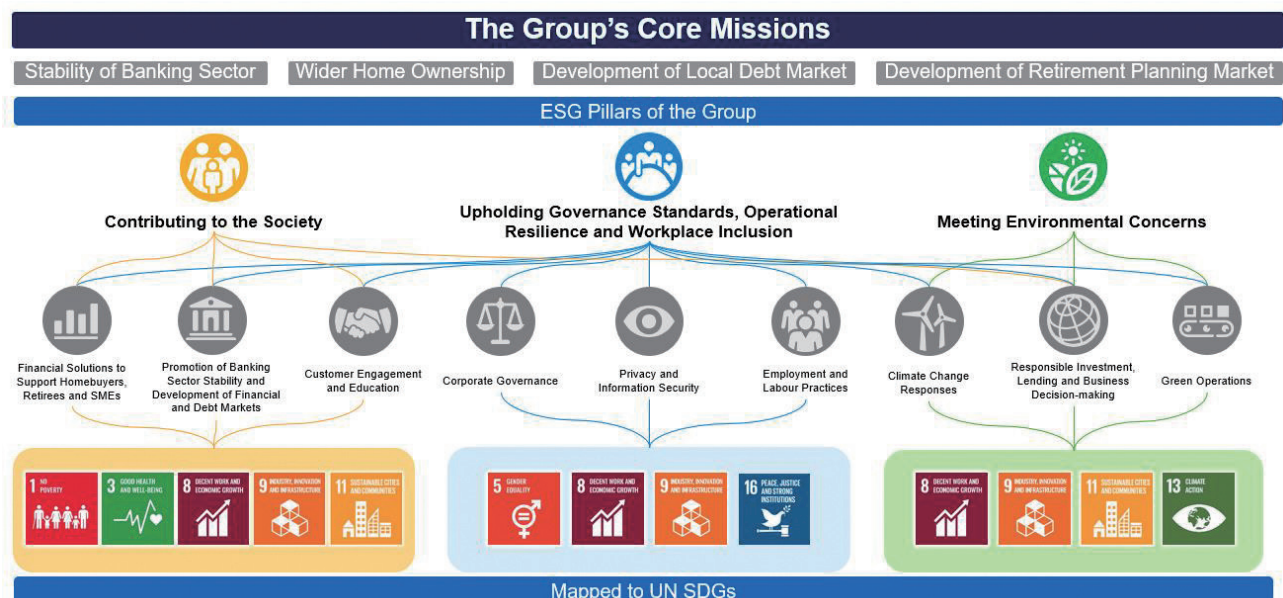 The Group's Core Missions
Stability of Banking Sector
Wider Home Ownership
Development of Local Debt Market
Development of Retirement Planning Market
ESG Pillars of the Group
Contributing to the Society
Upholding Governance Standards, Operational
Resilience and Workplace Inclusion
Meeting Environmental Concerns
Financial Solutions to
Support Homebuyers,
Retirees and SMEs
Promotion of Banking
Sector Stability and
Development of Financial
and Debt Markets
Customer Engagement
and Education
Corporate Governance
Privacy and
Information Security
Employment and
Labour Practices
Climate Change
Responses
Responsible Investment,
Lending and Business
Decision-making
Green Operations
1 NO
POVERTY
3 GOOD HEALTH
AND WELL-BEING
8 DECENT WORK AND
ECONOMIC GROWTH
9 INDUSTRY, INNOVATION
AND INFRASTRUCTURE
11 SUSTAINABLE CITIES
AND COMMUNITIES
5 GENDER
EQUALITY
8 DECENT WORK AND
ECONOMIC GROWTH
9 INDUSTRY, INNOVATION
AND INFRASTRUCTURE
16 PEACE, JUSTICE
AND STRONG
INSTITUTIONS
8 DECENT WORK AND
ECONOMIC GROWTH
9 INDUSTRY, INNOVATION
AND INFRASTRUCTURE
11 SUSTAINABLE CITIES
AND COMMUNITIES
13 CLIMATE
ACTION
Mapped to UN SDGs